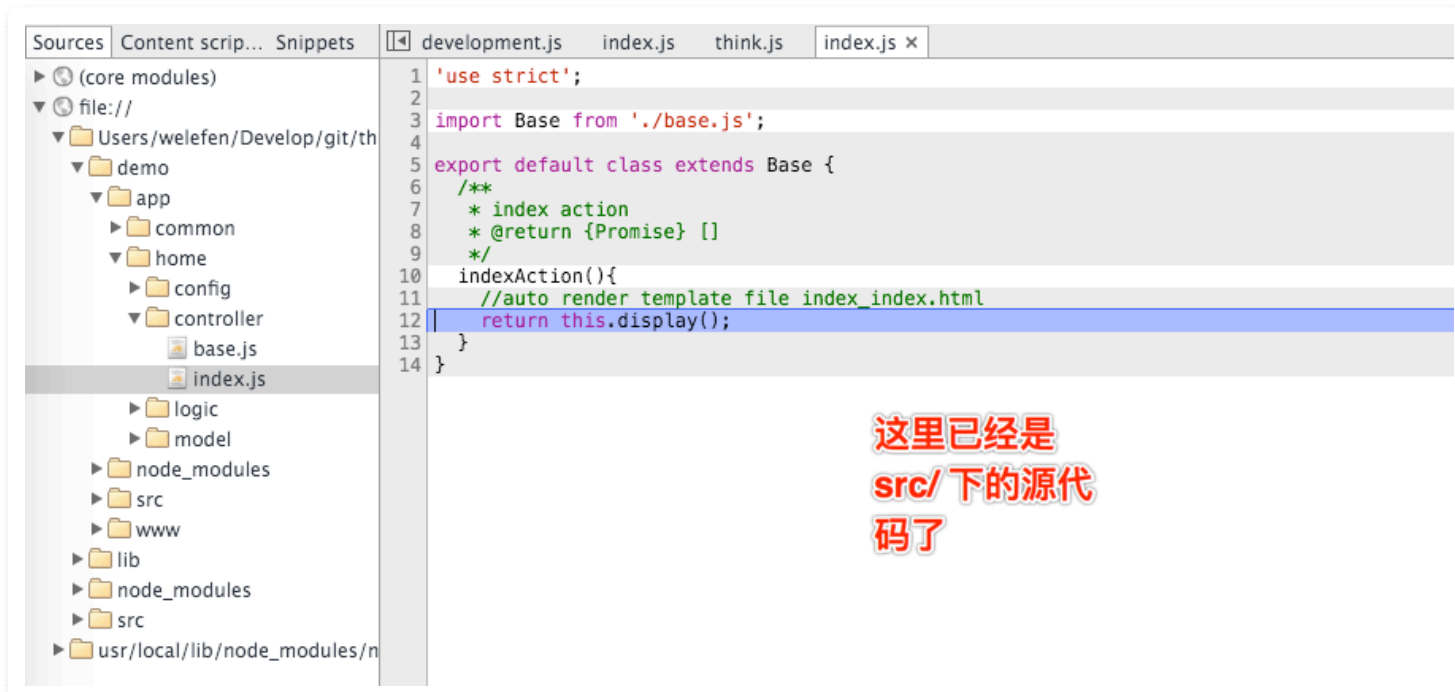 Sources Content scrip... Snippets
(core modules)
file://
Users/welefen/Develop/git/th
demo
app
common
home
config
controller
base.js
index.js
logic
model
node_modules
src
www
lib
node_modules
src
usr/local/lib/node_modules/n
development.js index.js think.js index.js ×
1 'use strict';
2
3 import Base from './base.js';
4
5 export default class extends Base {
6   /**
7    * index action
8    * @return {Promise} []
9    */
10   indexAction(){
11     //auto render template file index_index.html
12     return this.display();
13   }
14 }
这里已经是
src/ 下的源代
码了